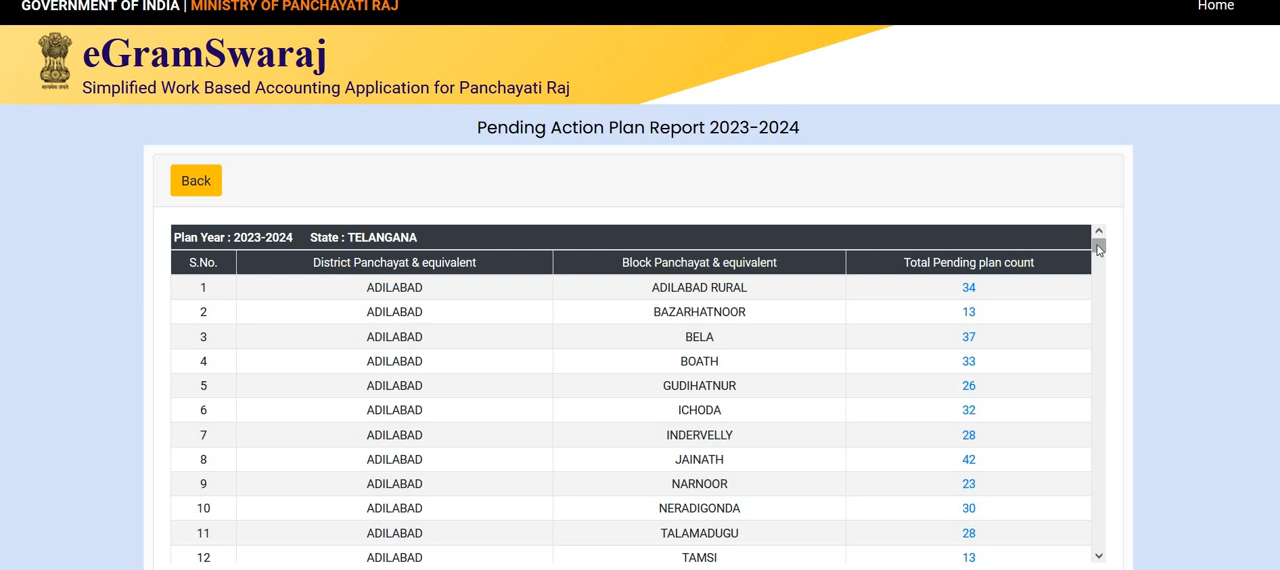 GOVERNMENT OF INDIA | MINISTRY OF PANCHAYATI RAJ
Home
eGramSwaraj
Simplified Work Based Accounting Application for Panchayati Raj
सत्यमेव जयते
Pending Action Plan Report 2023-2024
Back
Plan Year : 2023-2024 State : TELANGANA
S.No. District Panchayat & equivalent Block Panchayat & equivalent Total Pending plan count
1 ADILABAD ADILABAD RURAL 34
2 ADILABAD BAZARHATNOOR 13
3 ADILABAD BELA 37
4 ADILABAD BOATH 33
5 ADILABAD GUDIHATNUR 26
6 ADILABAD ICHODA 32
7 ADILABAD INDERVELLY 28
8 ADILABAD JAINATH 42
9 ADILABAD NARNOOR 23
10 ADILABAD NERADIGONDA 30
11 ADILABAD TALAMADUGU 28
12 ADILABAD TAMSI 13